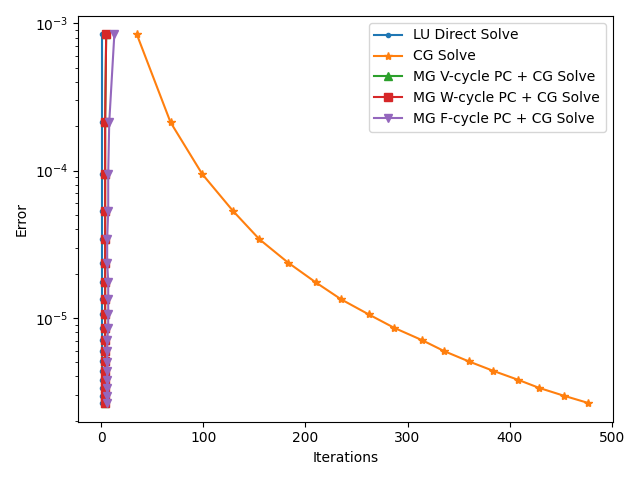 LU Direct Solve
CG Solve
MG V-cycle PC + CG Solve
MG W-cycle PC + CG Solve
MG F-cycle PC + CG Solve
10⁻³
10⁻⁴
10⁻⁵
Error
0 100 200 300 400 500
Iterations